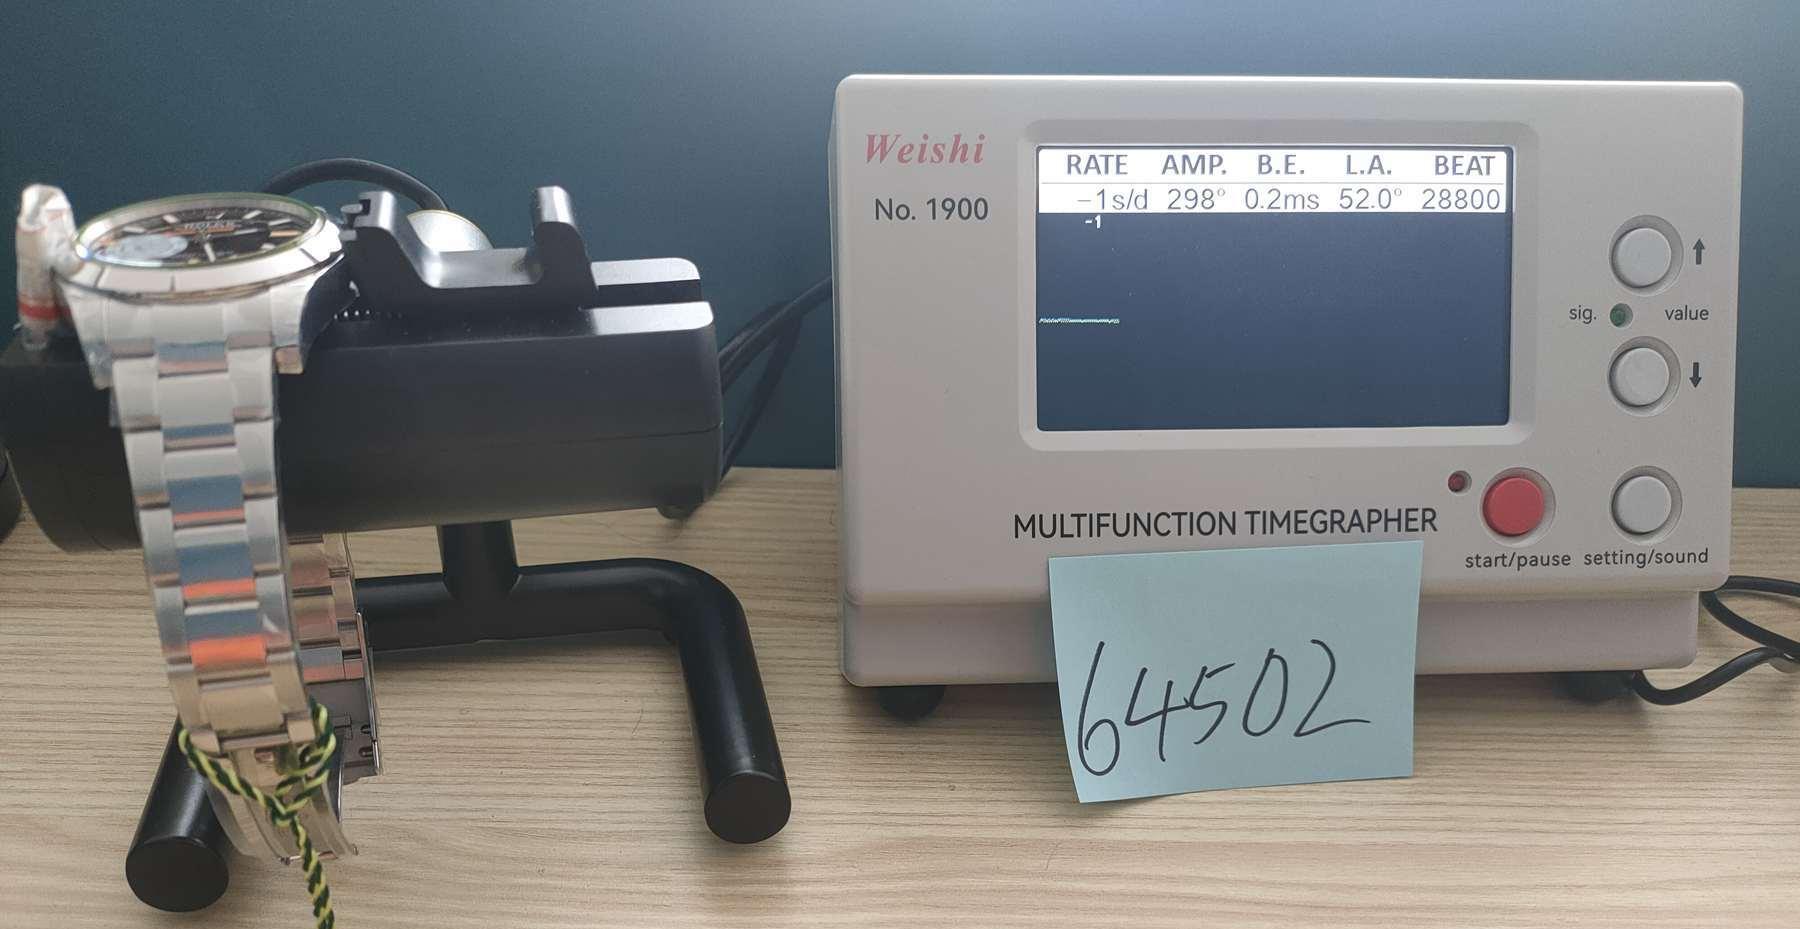 Weishi
No. 1900
RATE AMP. B.E. L.A. BEAT
-1s/d 298° 0.2ms 52.0° 28800
-1
↑
sig. value
↓
MULTIFUNCTION TIMEGRAPHER
start/pause setting/sound
64502
ROLEX